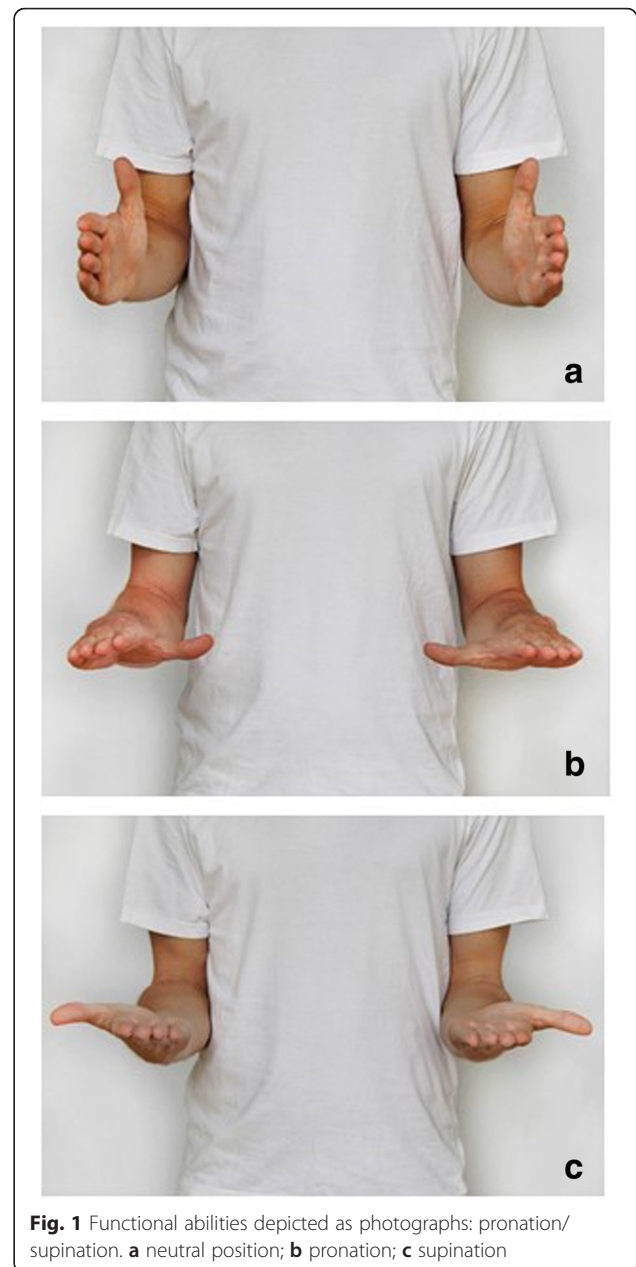 a
b
c
Fig. 1 Functional abilities depicted as photographs: pronation/
supination. a neutral position; b pronation; c supination